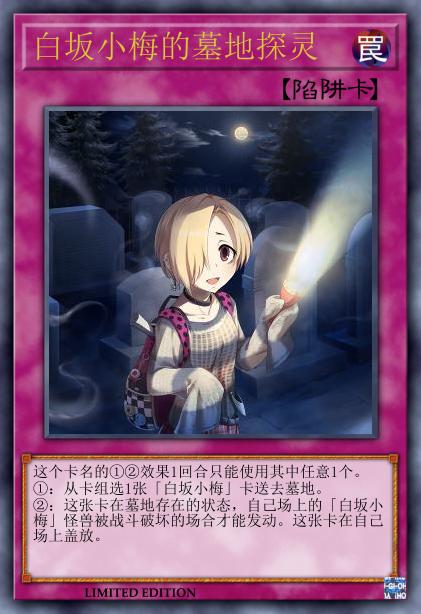 白坂小梅的墓地探灵
罠
【陷阱卡】
这个卡名的①②效果1回合只能使用其中任意1个。
①：从卡组选1张「白坂小梅」卡送去墓地。
②：这张卡在墓地存在的状态，自己场上的「白坂小
梅」怪兽被战斗破坏的场合才能发动。这张卡在自己
场上盖放。
LIMITED EDITION